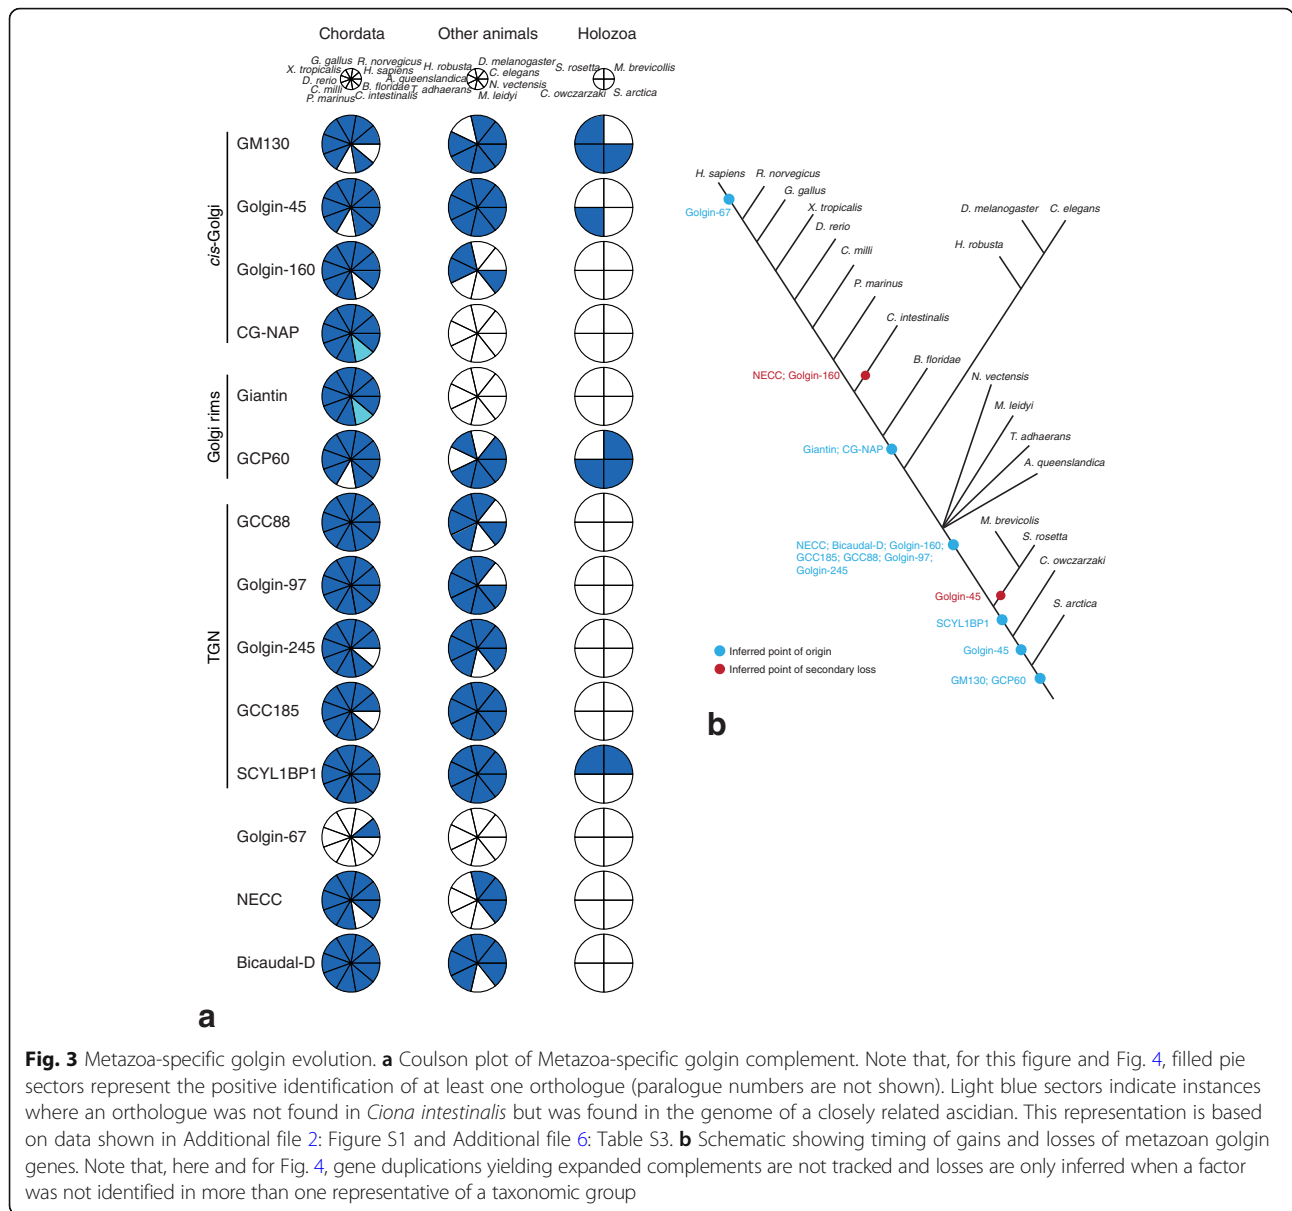 Chordata
Other animals
Holozoa
G. gallus
R. norvegicus
X. tropicalis
H. sapiens
D. rerio
C. milli
B. floridae
P. marinus
C. intestinalis
H. robusta
D. melanogaster
A. queenslandica
C. elegans
N. vectensis
T. adhaerans
M. leidyi
S. rosetta
M. brevicollis
C. owczarzaki
S. arctica
cis-Golgi
GM130
Golgin-45
Golgin-160
CG-NAP
Golgi rims
Giantin
GCP60
TGN
GCC88
Golgin-97
Golgin-245
GCC185
SCYL1BP1
Golgin-67
NECC
Bicaudal-D
a
H. sapiens
R. norvegicus
G. gallus
X. tropicalis
D. rerio
C. milli
P. marinus
C. intestinalis
B. floridae
D. melanogaster
C. elegans
H. robusta
N. vectensis
M. leidyi
T. adhaerans
A. queenslandica
M. brevicolis
S. rosetta
C. owczarzaki
S. arctica
Golgin-67
NECC; Golgin-160
Giantin; CG-NAP
NECC; Bicaudal-D; Golgin-160;
GCC185; GCC88; Golgin-97;
Golgin-245
Golgin-45
SCYL1BP1
Golgin-45
GM130; GCP60
Inferred point of origin
Inferred point of secondary loss
b
Fig. 3 Metazoa-specific golgin evolution. a Coulson plot of Metazoa-specific golgin complement. Note that, for this figure and Fig. 4, filled pie
sectors represent the positive identification of at least one orthologue (paralogue numbers are not shown). Light blue sectors indicate instances
where an orthologue was not found in Ciona intestinalis but was found in the genome of a closely related ascidian. This representation is based
on data shown in Additional file 2: Figure S1 and Additional file 6: Table S3. b Schematic showing timing of gains and losses of metazoan golgin
genes. Note that, here and for Fig. 4, gene duplications yielding expanded complements are not tracked and losses are only inferred when a factor
was not identified in more than one representative of a taxonomic group